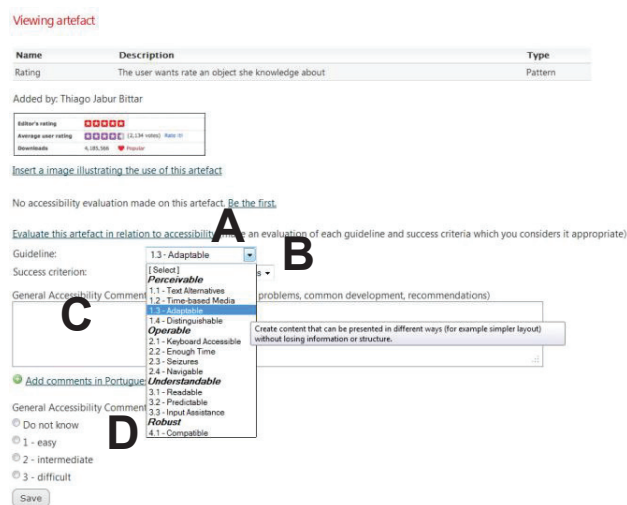 Viewing artefact
Name Description Type
Rating The user wants rate an object she knowledge about Pattern
Added by: Thiago Jabur Bittar
Editor's rating
Average user rating (2,134 votes) Rate it!
Downloads 4,185,566 Popular
Insert a image illustrating the use of this artefact
No accessibility evaluation made on this artefact. Be the first.
A
B
Evaluate this artefact in relation to accessibility an evaluation of each guideline and success criteria which you considers it appropriate)
Guideline: 1.3 - Adaptable
Success criterion: s
[Select]
Perceivable
1.1 - Text Alternatives
General Accessibility Comment problems, common development, recommendations)
1.2 - Time-based Media
C
1.3 - Adaptable
1.4 - Distinguishable
Operable
2.1 - Keyboard Accessible
2.2 - Enough Time
2.3 - Seizures
2.4 - Navigable
Create content that can be presented in different ways (for example simpler layout)
without losing information or structure.
Add comments in Portugue
Understandable
3.1 - Readable
3.2 - Predictable
3.3 - Input Assistance
Robust
4.1 - Compatible
General Accessibility Comment
D
Do not know
1 - easy
2 - intermediate
3 - difficult
Save